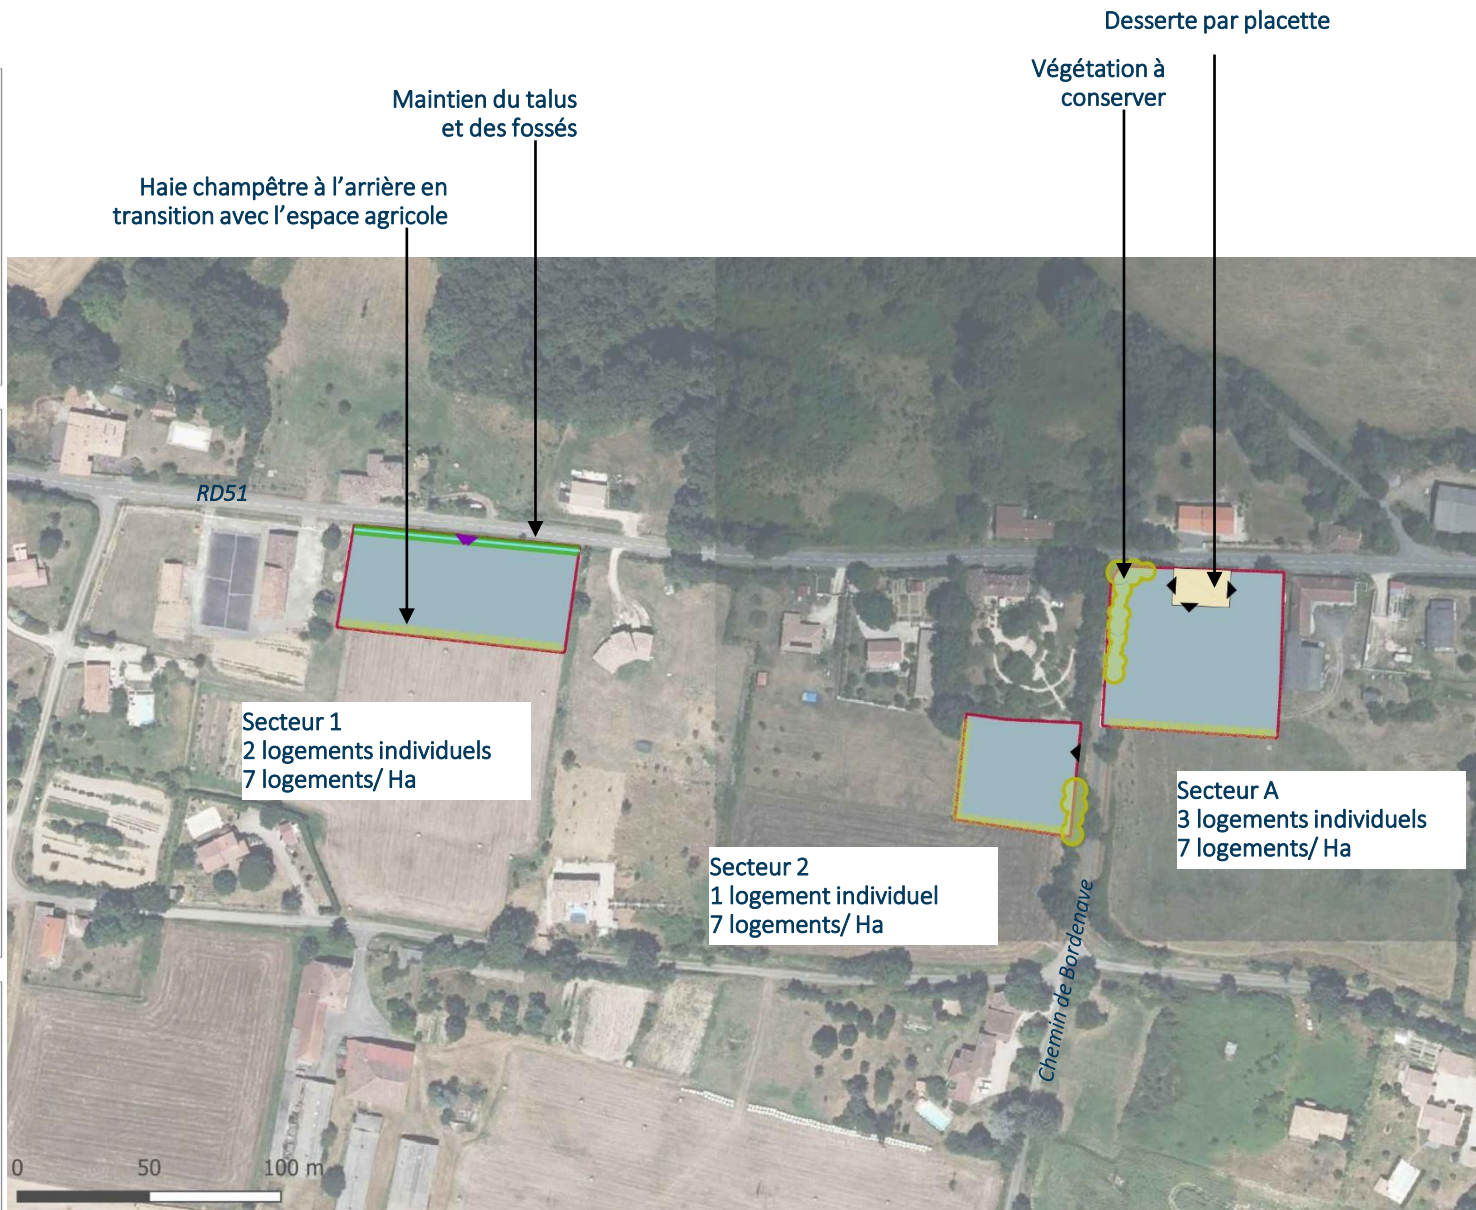 Desserte par placette
Végétation à
conserver
Maintien du talus
et des fossés
Haie champêtre à l’arrière en
transition avec l’espace agricole
RD51
Secteur 1
2 logements individuels
7 logements/ Ha
Secteur A
3 logements individuels
7 logements/ Ha
Secteur 2
1 logement individuel
7 logements/ Ha
Chemin de Bordenave
0 50 100 m